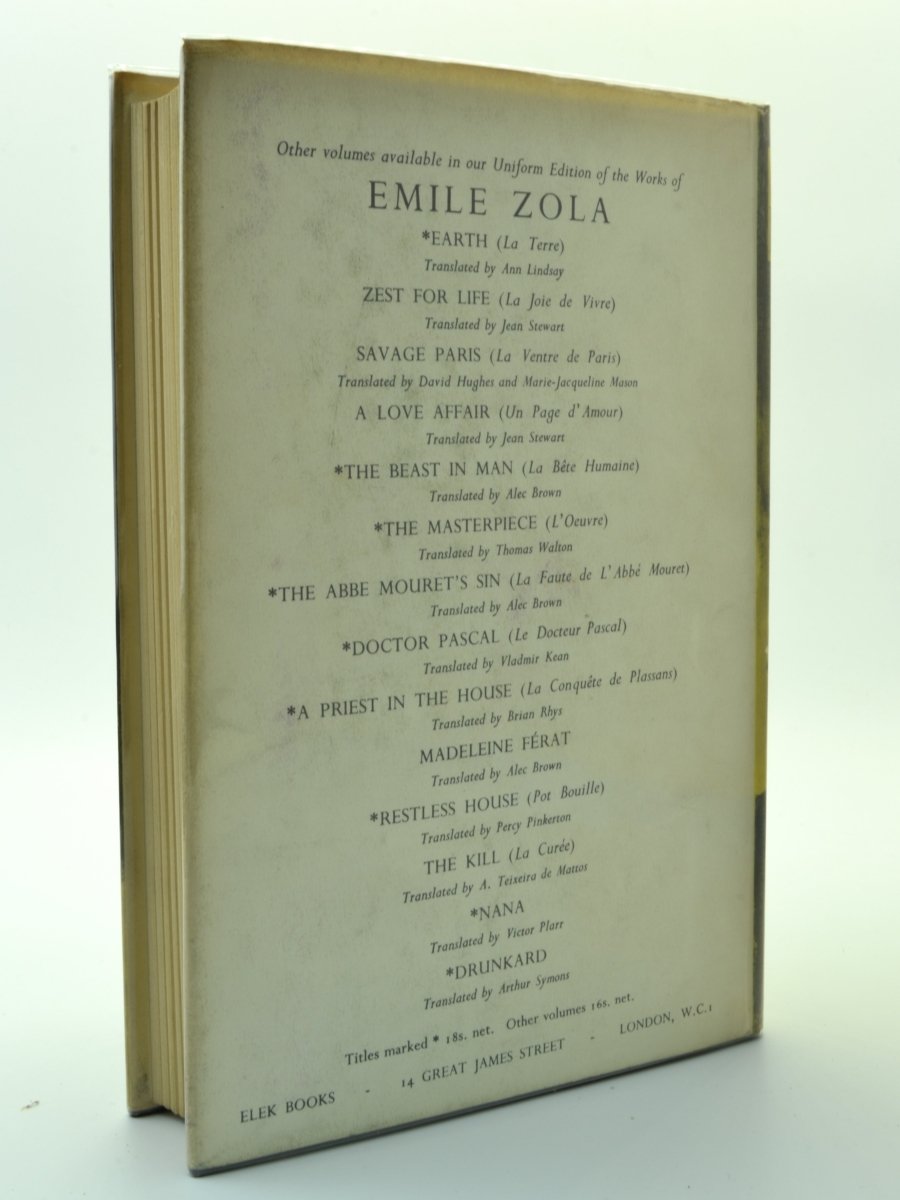 Other volumes available in our Uniform Edition of the Works of
EMILE ZOLA
*EARTH (La Terre)
Translated by Ann Lindsay
ZEST FOR LIFE (La Joie de Vivre)
Translated by Jean Stewart
SAVAGE PARIS (La Ventre de Paris)
Translated by David Hughes and Marie-Jacqueline Mason
A LOVE AFFAIR (Un Page d'Amour)
Translated by Jean Stewart
*THE BEAST IN MAN (La Bête Humaine)
Translated by Alec Brown
*THE MASTERPIECE (L'Oeuvre)
Translated by Thomas Walton
*THE ABBE MOURET'S SIN (La Faute de L'Abbé Mouret)
Translated by Alec Brown
*DOCTOR PASCAL (Le Docteur Pascal)
Translated by Vladmir Kean
*A PRIEST IN THE HOUSE (La Conquête de Plassans)
Translated by Brian Rhys
MADELEINE FÉRAT
Translated by Alec Brown
*RESTLESS HOUSE (Pot Bouille)
Translated by Percy Pinkerton
THE KILL (La Curée)
Translated by A. Teixeira de Mattos
*NANA
Translated by Victor Plarr
*DRUNKARD
Translated by Arthur Symons
Titles marked * 18s. net. Other volumes 16s. net.
ELEK BOOKS - 14 GREAT JAMES STREET - LONDON, W.C.1